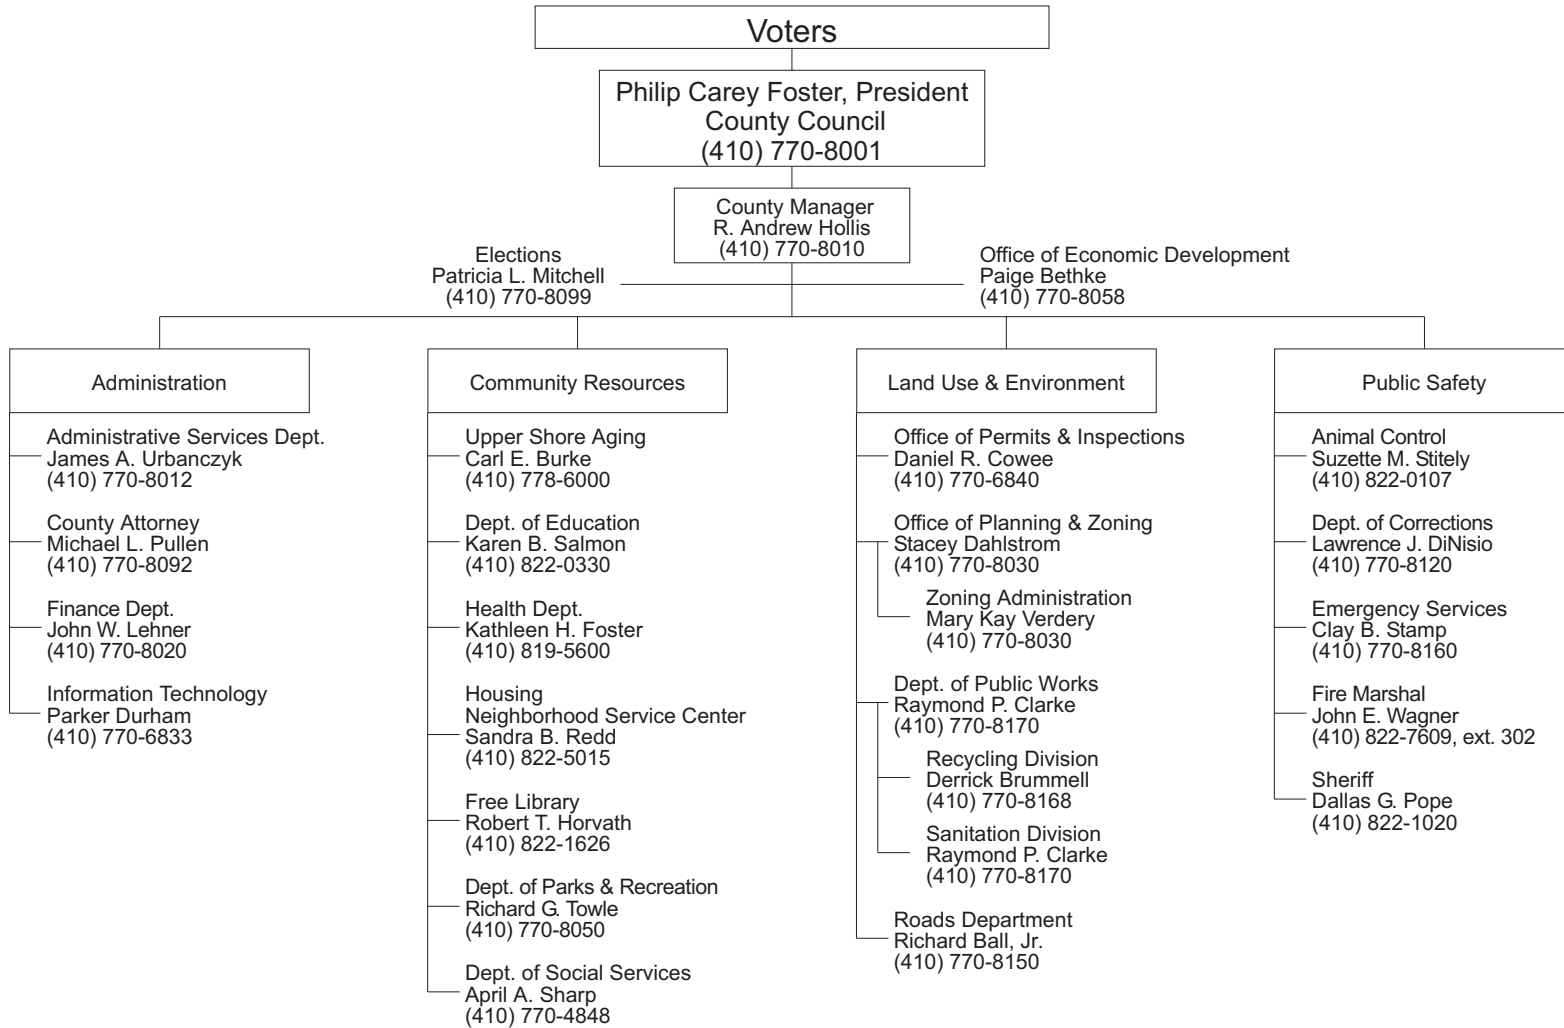 Voters
Philip Carey Foster, President
County Council
(410) 770-8001
County Manager
R. Andrew Hollis
(410) 770-8010
Elections
Patricia L. Mitchell
(410) 770-8099
Office of Economic Development
Paige Bethke
(410) 770-8058
Administration
Administrative Services Dept.
James A. Urbanczyk
(410) 770-8012
County Attorney
Michael L. Pullen
(410) 770-8092
Finance Dept.
John W. Lehner
(410) 770-8020
Information Technology
Parker Durham
(410) 770-6833
Community Resources
Upper Shore Aging
Carl E. Burke
(410) 778-6000
Dept. of Education
Karen B. Salmon
(410) 822-0330
Health Dept.
Kathleen H. Foster
(410) 819-5600
Housing
Neighborhood Service Center
Sandra B. Redd
(410) 822-5015
Free Library
Robert T. Horvath
(410) 822-1626
Dept. of Parks & Recreation
Richard G. Towle
(410) 770-8050
Dept. of Social Services
April A. Sharp
(410) 770-4848
Land Use & Environment
Office of Permits & Inspections
Daniel R. Cowee
(410) 770-6840
Office of Planning & Zoning
Stacey Dahlstrom
(410) 770-8030
Zoning Administration
Mary Kay Verdery
(410) 770-8030
Dept. of Public Works
Raymond P. Clarke
(410) 770-8170
Recycling Division
Derrick Brummell
(410) 770-8168
Sanitation Division
Raymond P. Clarke
(410) 770-8170
Roads Department
Richard Ball, Jr.
(410) 770-8150
Public Safety
Animal Control
Suzette M. Stitely
(410) 822-0107
Dept. of Corrections
Lawrence J. DiNisio
(410) 770-8120
Emergency Services
Clay B. Stamp
(410) 770-8160
Fire Marshal
John E. Wagner
(410) 822-7609, ext. 302
Sheriff
Dallas G. Pope
(410) 822-1020